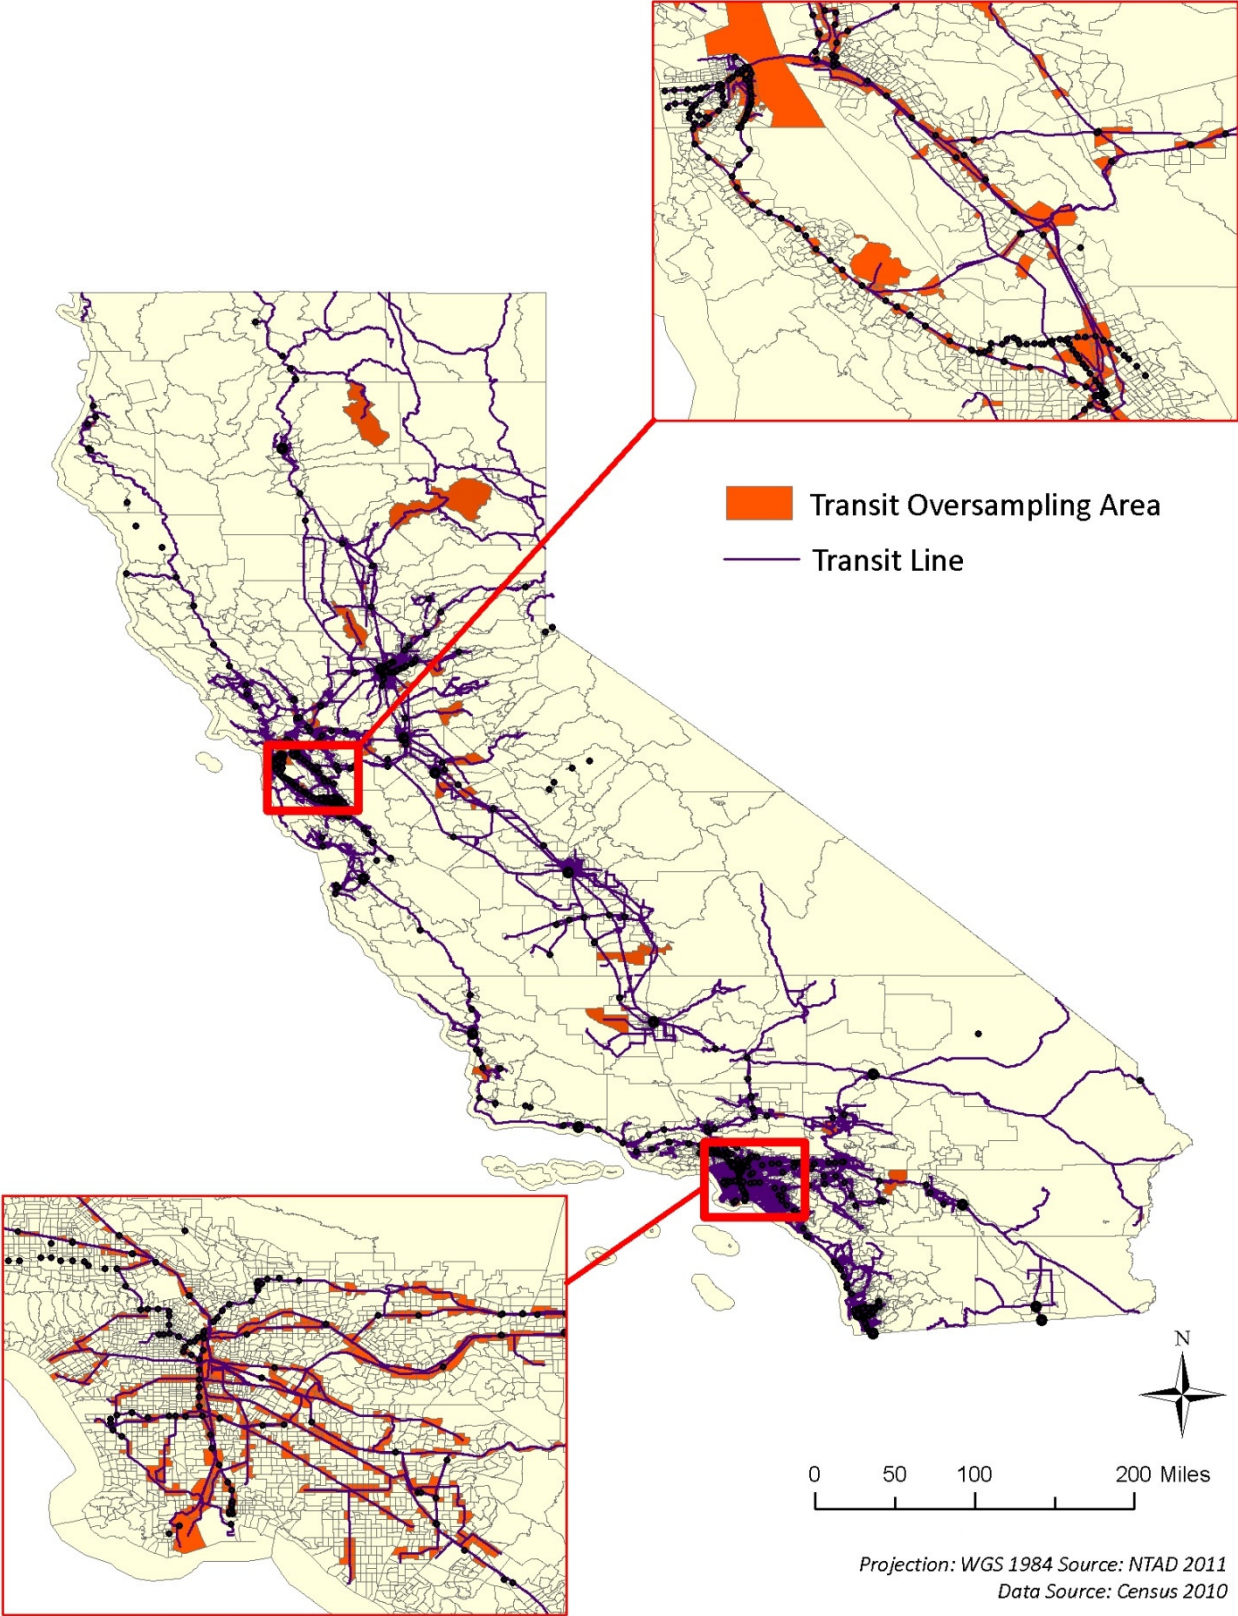 Transit Oversampling Area
Transit Line
N
0 50 100 200 Miles
Projection: WGS 1984 Source: NTAD 2011
Data Source: Census 2010